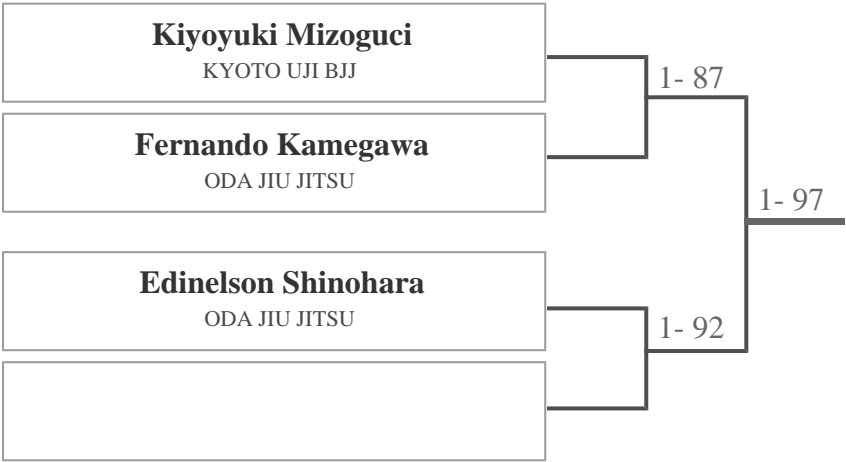 Kiyoyuki Mizoguci
KYOTO UJI BJJ
1- 87
Fernando Kamegawa
ODA JIU JITSU
1- 97
Edinelson Shinohara
ODA JIU JITSU
1- 92